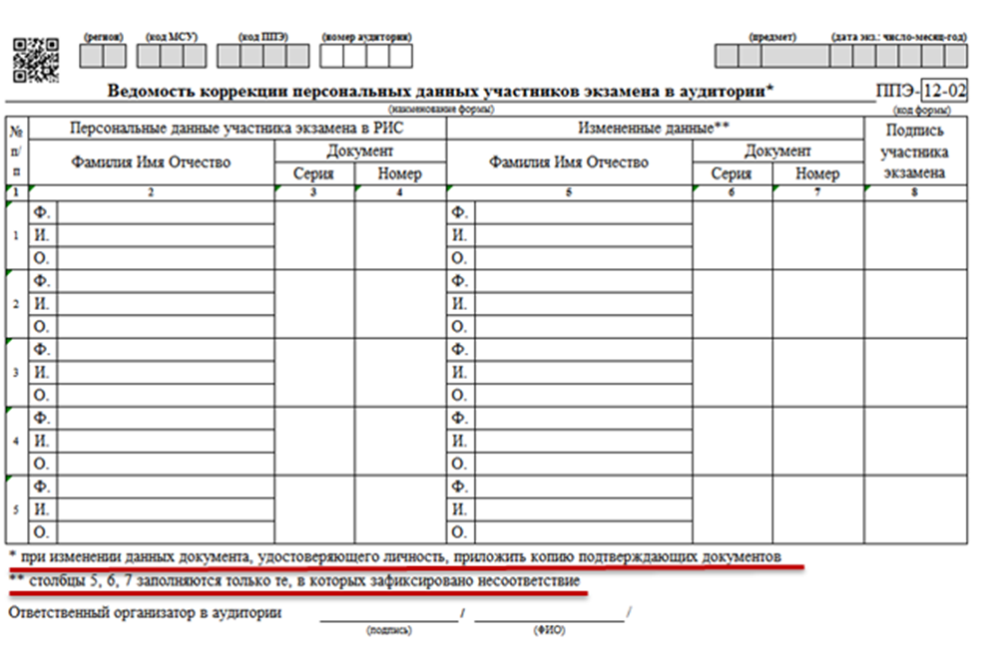 (регион) (код МСУ) (код ППЭ) (номер аудитории) (предмет) (дата экз.: число-месяц-год)
Ведомость коррекции персональных данных участников экзамена в аудитории* ППЭ-12-02
(наименование формы) (код формы)
№ п/п Персональные данные участника экзамена в РИС Измененные данные** Подпись участника экзамена
Фамилия Имя Отчество Документ Фамилия Имя Отчество Документ
Серия Номер Серия Номер
1 2 3 4 5 6 7 8
Ф. Ф.
1 И. И.
О. О.
Ф. Ф.
2 И. И.
О. О.
Ф. Ф.
3 И. И.
О. О.
Ф. Ф.
4 И. И.
О. О.
Ф. Ф.
5 И. И.
О. О.
* при изменении данных документа, удостоверяющего личность, приложить копию подтверждающих документов
** столбцы 5, 6, 7 заполняются только те, в которых зафиксировано несоответствие
Ответственный организатор в аудитории / /
(подпись) (ФИО)